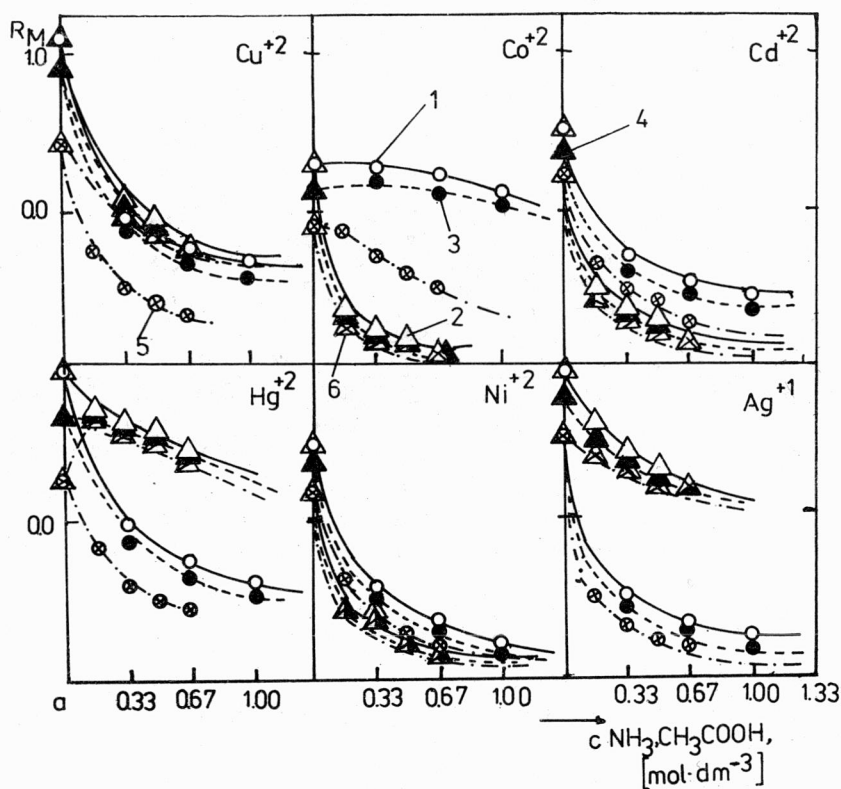 R_M
1.0
Cu+2
Co+2
Cd+2
1
4
0.0
3
2
5
6
Hg+2
Ni+2
Ag+1
0.0
a 0.33 0.67 1.00 0.33 0.67 1.00 0.33 0.67 1.00 1.33
c NH3,CH3COOH,
[mol·dm−3]